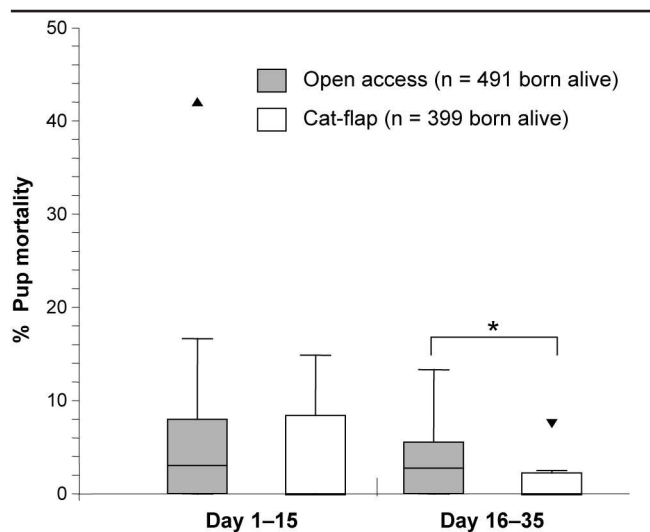 50
40
30
20
10
0
% Pup mortality
Open access (n = 491 born alive)
Cat-flap (n = 399 born alive)
*
Day 1–15
Day 16–35